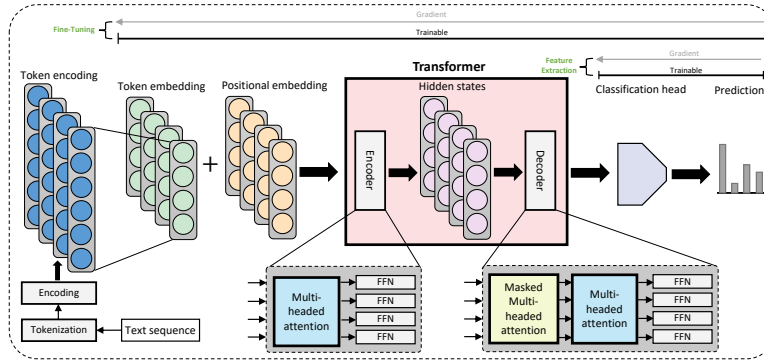 Gradient
Fine-Tuning
Trainable
Transformer
Feature
Extraction
Gradient
Trainable
Token encoding
Token embedding
Positional embedding
Hidden states
Classification head
Prediction
Encoder
Decoder
Encoding
Tokenization
Text sequence
Multi-
headed
attention
FFN
FFN
FFN
FFN
Masked
Multi-
headed
attention
Multi-
headed
attention
FFN
FFN
FFN
FFN